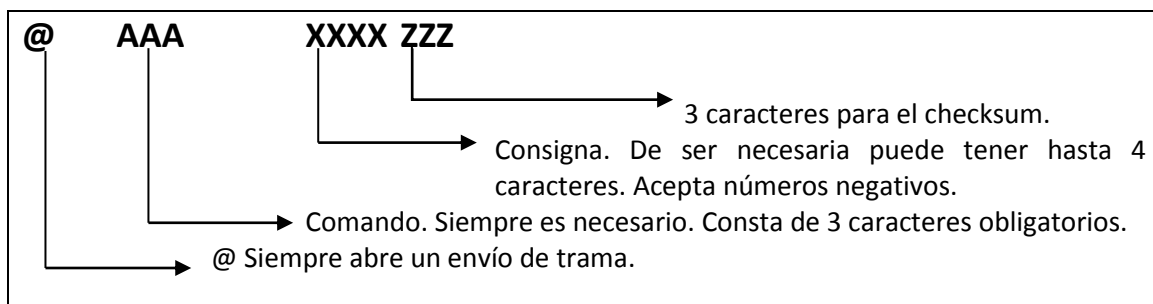 @ AAA XXXX ZZZ
3 caracteres para el checksum.
Consigna. De ser necesaria puede tener hasta 4
caracteres. Acepta números negativos.
Comando. Siempre es necesario. Consta de 3 caracteres obligatorios.
@ Siempre abre un envío de trama.